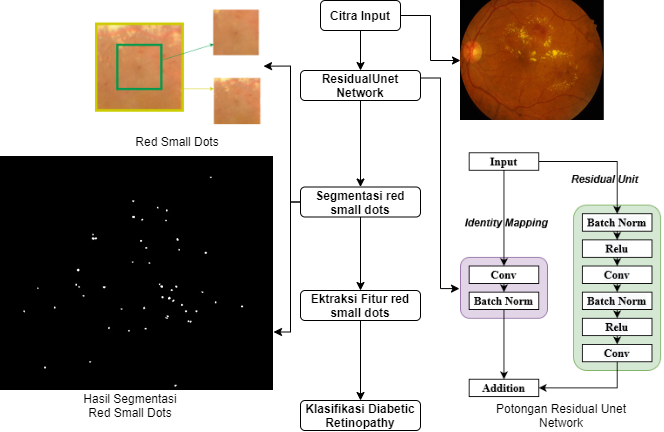 Citra Input
ResidualUnet
Network
Red Small Dots
Segmentasi red
small dots
Ektraksi Fitur red
small dots
Klasifikasi Diabetic
Retinopathy
Hasil Segmentasi
Red Small Dots
Input
Residual Unit
Identity Mapping
Conv
Batch Norm
Batch Norm
Relu
Conv
Batch Norm
Relu
Conv
Addition
Potongan Residual Unet
Network